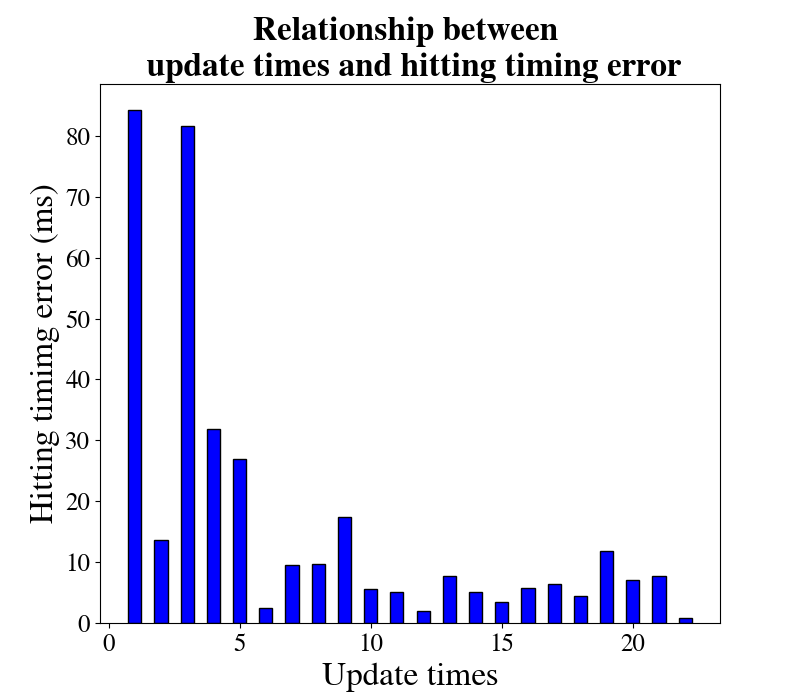 Relationship between
update times and hitting timing error
Hitting timimg error (ms)
80
70
60
50
40
30
20
10
0
0 5 10 15 20
Update times